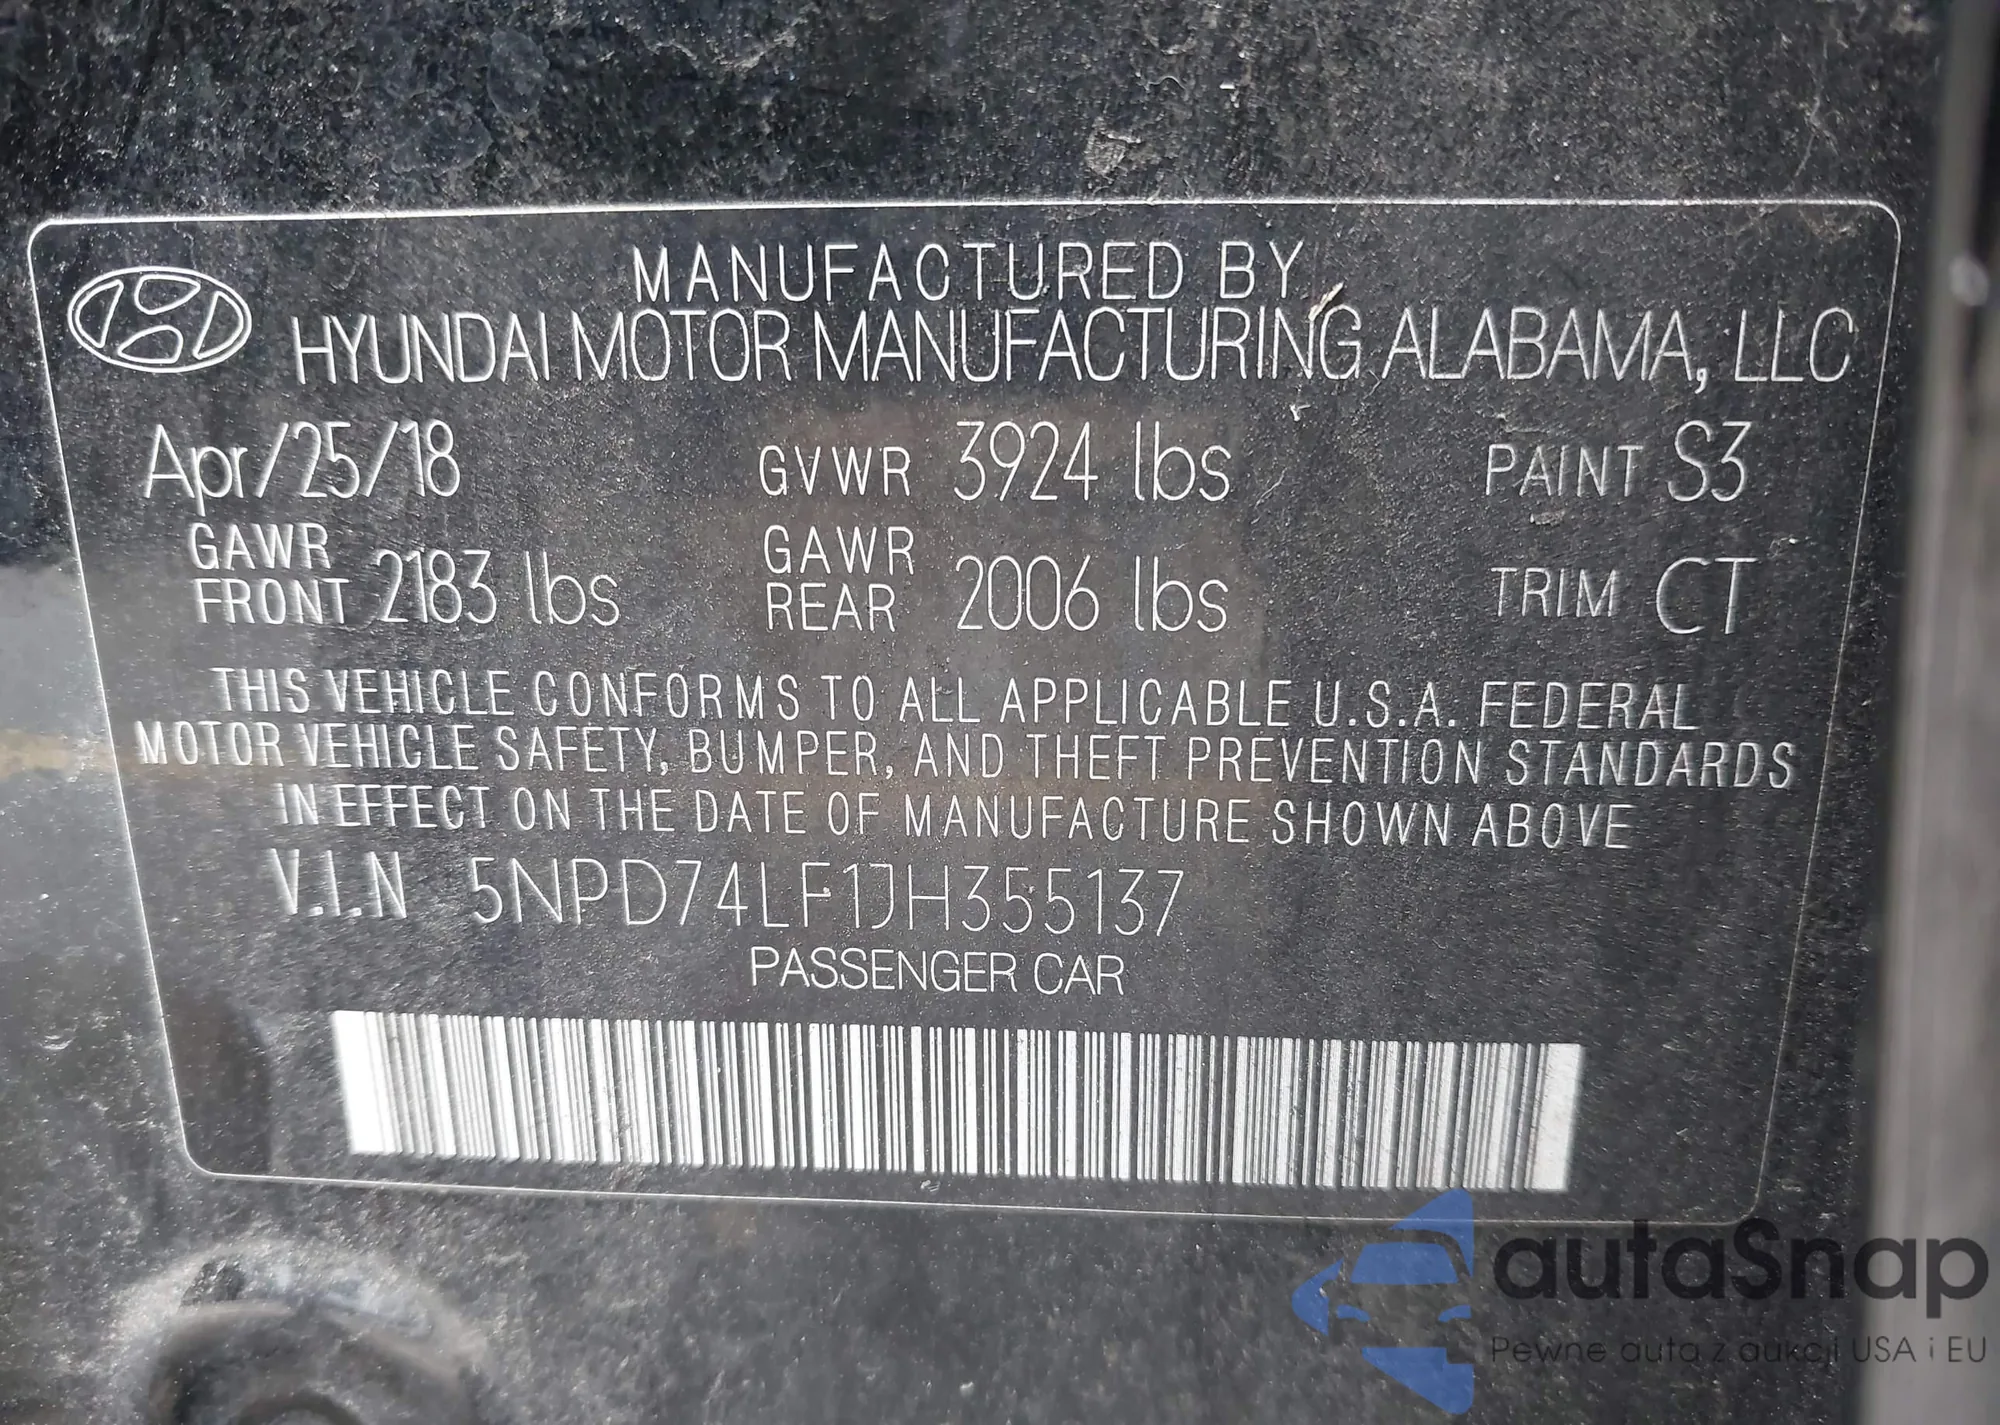 MANUFACTURED BY
HYUNDAI MOTOR MANUFACTURING ALABAMA, LLC
Apr/25/18 GVWR 3924 lbs PAINT S3
GAWR FRONT 2183 lbs GAWR REAR 2006 lbs TRIM CT
THIS VEHICLE CONFORMS TO ALL APPLICABLE U.S.A. FEDERAL
MOTOR VEHICLE SAFETY, BUMPER, AND THEFT PREVENTION STANDARDS
IN EFFECT ON THE DATE OF MANUFACTURE SHOWN ABOVE
V.I.N 5NPD74LF1JH355137
PASSENGER CAR
autaSnap
Pewne auta z aukcji USA i EU